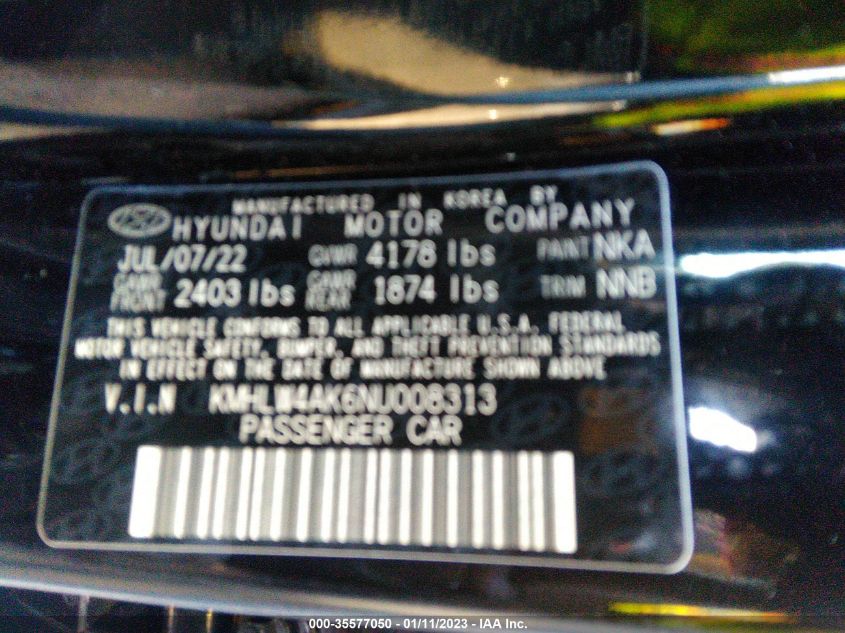 MANUFACTURED IN KOREA BY
HYUNDAI MOTOR COMPANY
JUL/07/22 GVWR 4178 lbs PAINT NKA
GAWR FRONT 2403 lbs GAWR REAR 1874 lbs TRIM NNB
THIS VEHICLE CONFORMS TO ALL APPLICABLE U.S.A. FEDERAL
MOTOR VEHICLE SAFETY, BUMPER, AND THEFT PREVENTION STANDARDS
IN EFFECT ON THE DATE OF MANUFACTURE SHOWN ABOVE
V.I.N KMHLW4AK6NU008313
PASSENGER CAR
000-35577050 - 01/11/2023 - IAA Inc.